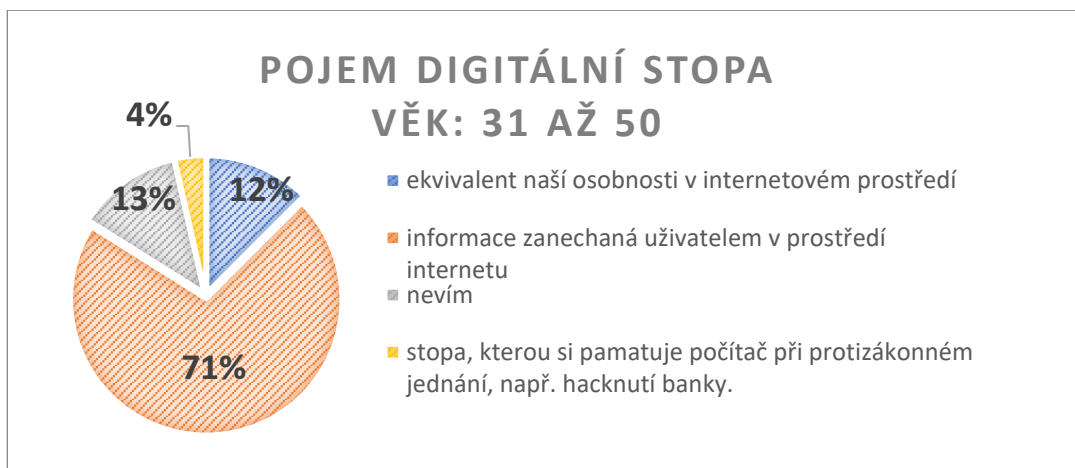 POJEM DIGITÁLNÍ STOPA
VĚK: 31 AŽ 50
4%
12%
13%
71%
ekvivalent naší osobnosti v internetovém prostředí
informace zanechaná uživatelem v prostředí
internetu
nevím
stopa, kterou si pamatuje počítač při protizákonném
jednání, např. hacknutí banky.